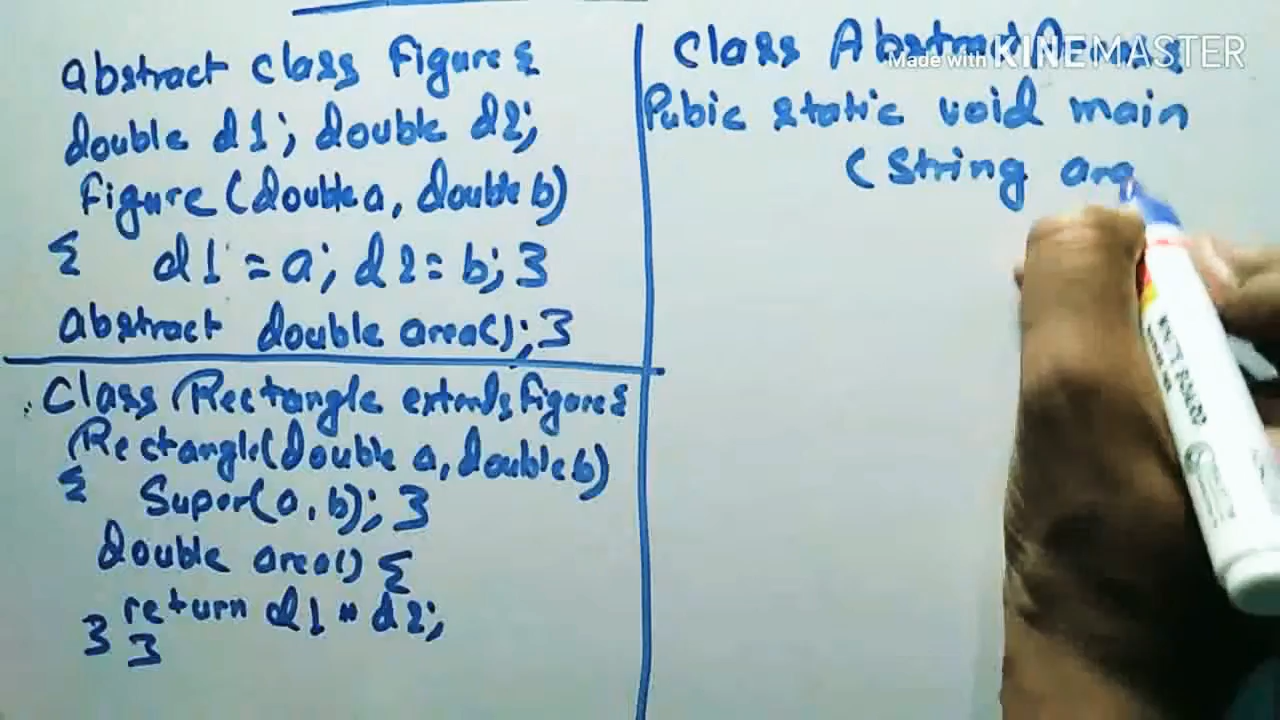 abstract class Figure{
double d1; double d2;
Figure(double a, double b)
{ d1 = a; d2 = b; }
abstract double area(); }
Class Rectangle extends Figure{
Rectangle(double a, double b)
{ Super(a, b); }
double area() {
return d1 * d2;
} }
Class {
Made with KINEMASTER
Pubic static void main
(String arg